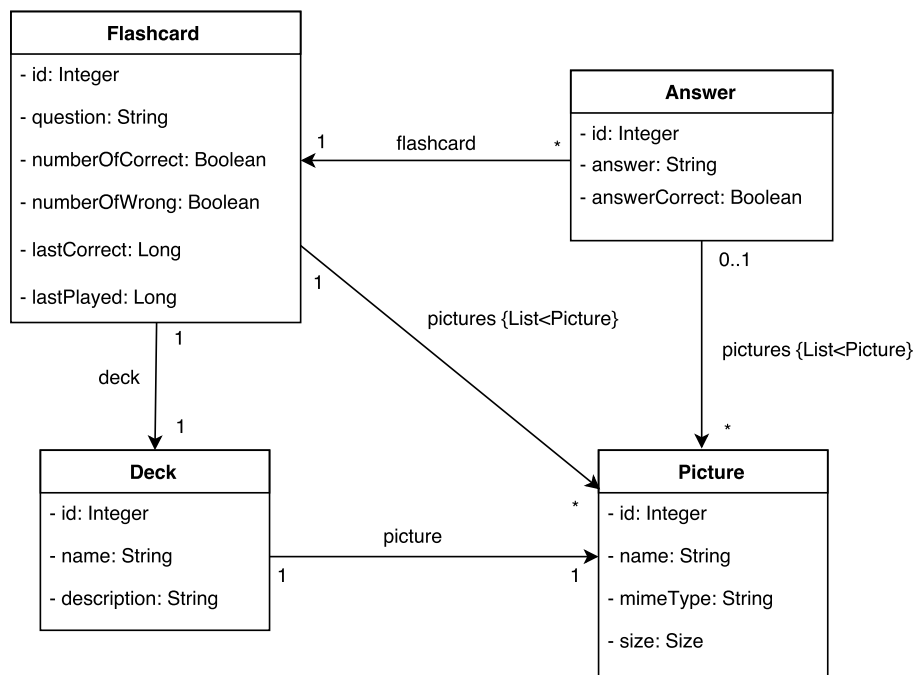 Flashcard
- id: Integer
- question: String
- numberOfCorrect: Boolean
- numberOfWrong: Boolean
- lastCorrect: Long
- lastPlayed: Long
Answer
- id: Integer
- answer: String
- answerCorrect: Boolean
1
flashcard
*
0..1
1
pictures {List<Picture}
pictures {List<Picture}
1
deck
1
*
*
Deck
- id: Integer
- name: String
- description: String
picture
1
1
Picture
- id: Integer
- name: String
- mimeType: String
- size: Size